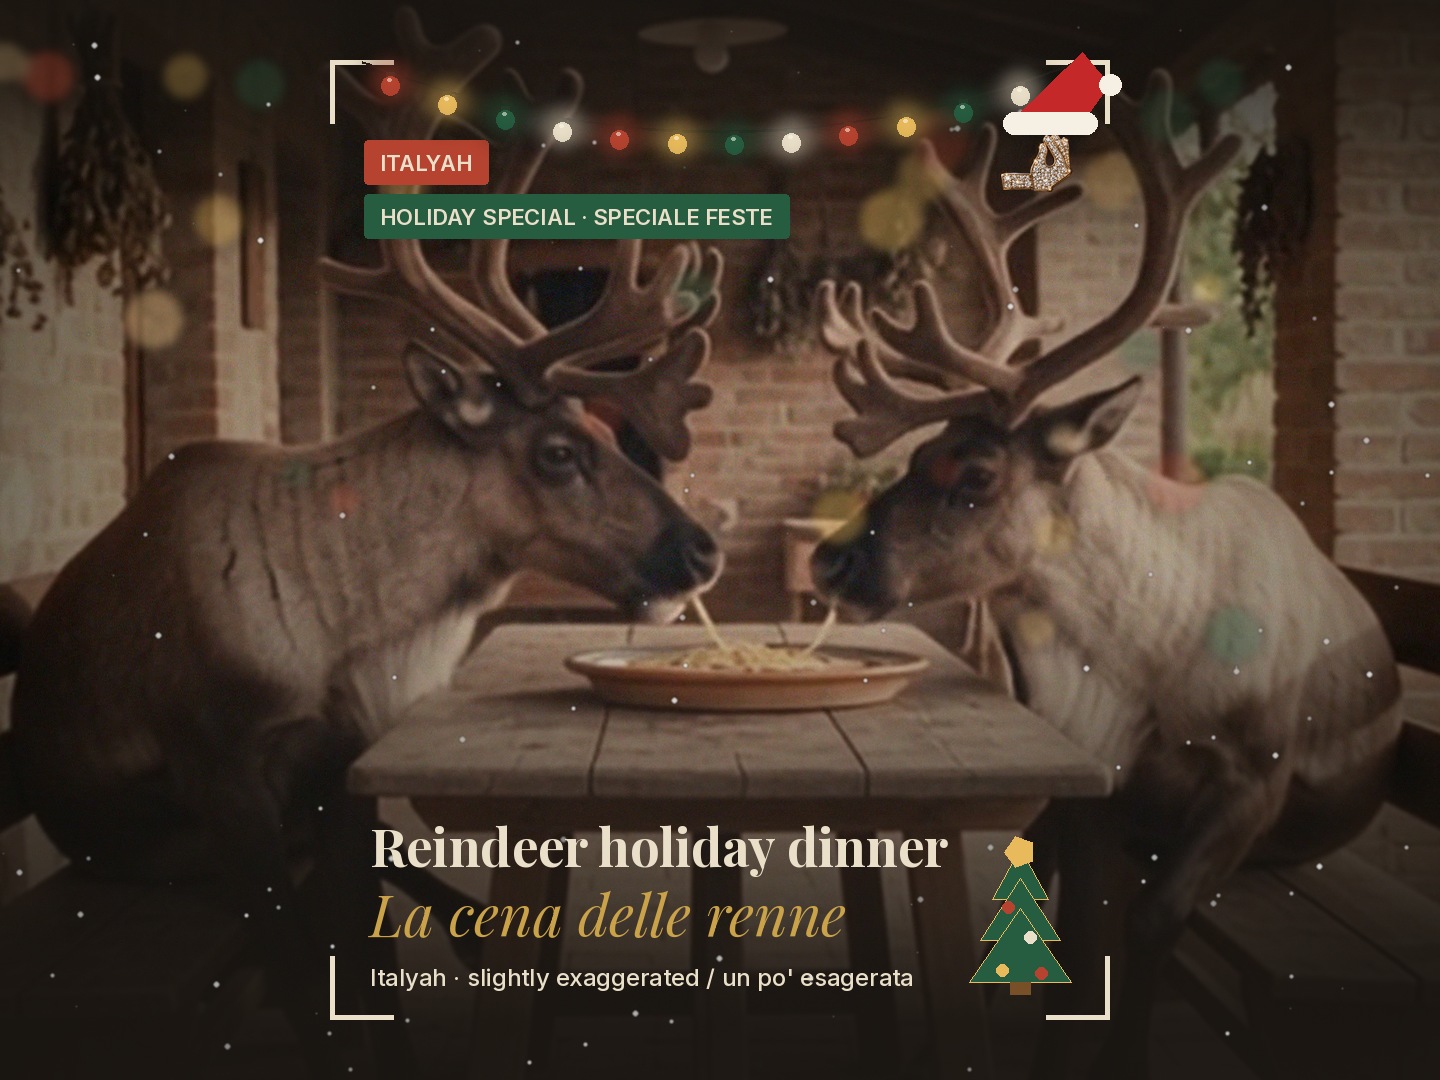 ITALYAH
HOLIDAY SPECIAL · SPECIALE FESTE
Reindeer holiday dinner
La cena delle renne
Italyah · slightly exaggerated / un po' esagerata